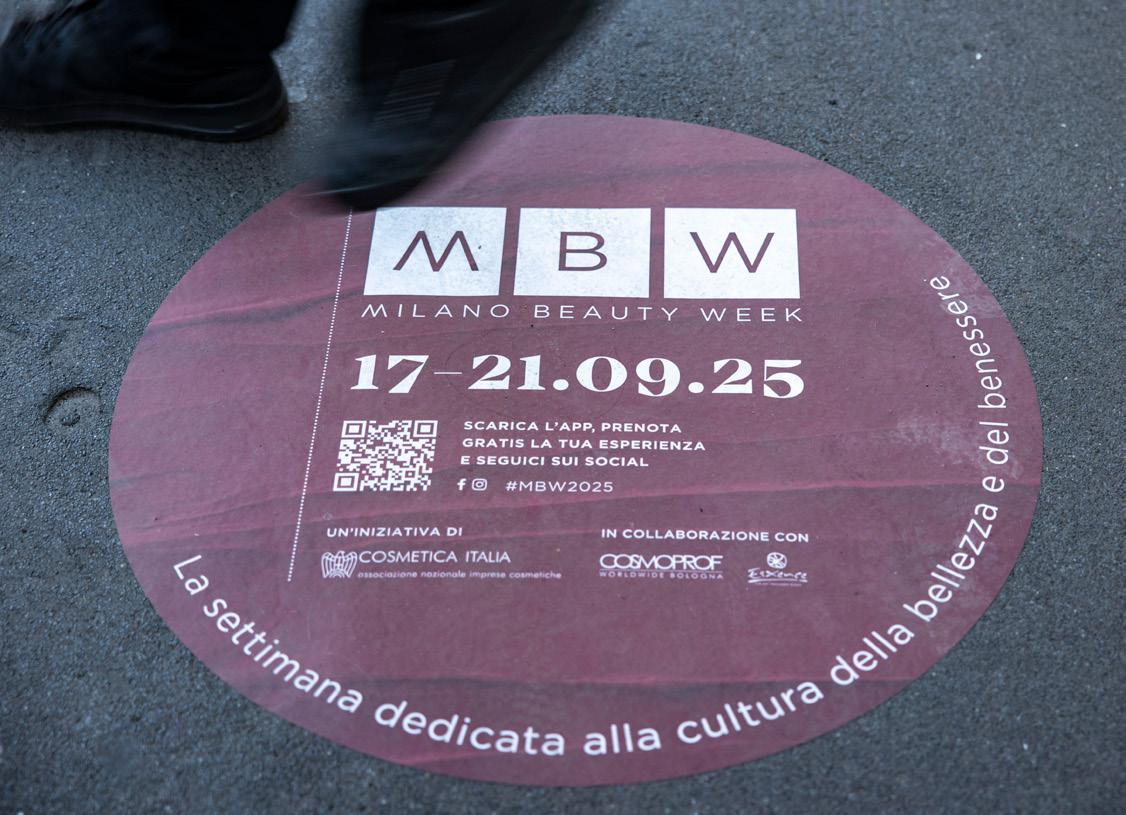 M B W
MILANO BEAUTY WEEK
17–21.09.25
SCARICA L'APP, PRENOTA
GRATIS LA TUA ESPERIENZA
E SEGUICI SUI SOCIAL
#MBW2025
UN'INIZIATIVA DI
COSMETICA ITALIA
associazione nazionale imprese cosmetiche
IN COLLABORAZIONE CON
COSMOPROF
WORLDWIDE BOLOGNA
Esxence
La settimana dedicata alla cultura della bellezza e del benessere